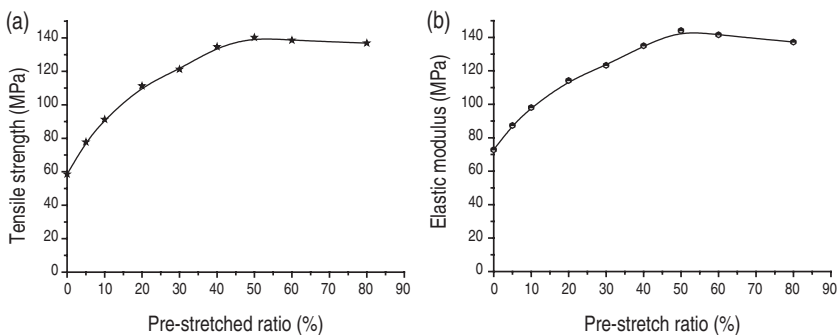 (a)
Tensile strength (MPa)
160
140
120
100
80
60
40
20
0
0 10 20 30 40 50 60 70 80 90
Pre-stretched ratio (%)
(b)
Elastic modulus (MPa)
160
140
120
100
80
60
40
20
0
0 10 20 30 40 50 60 70 80 90
Pre-stretch ratio (%)